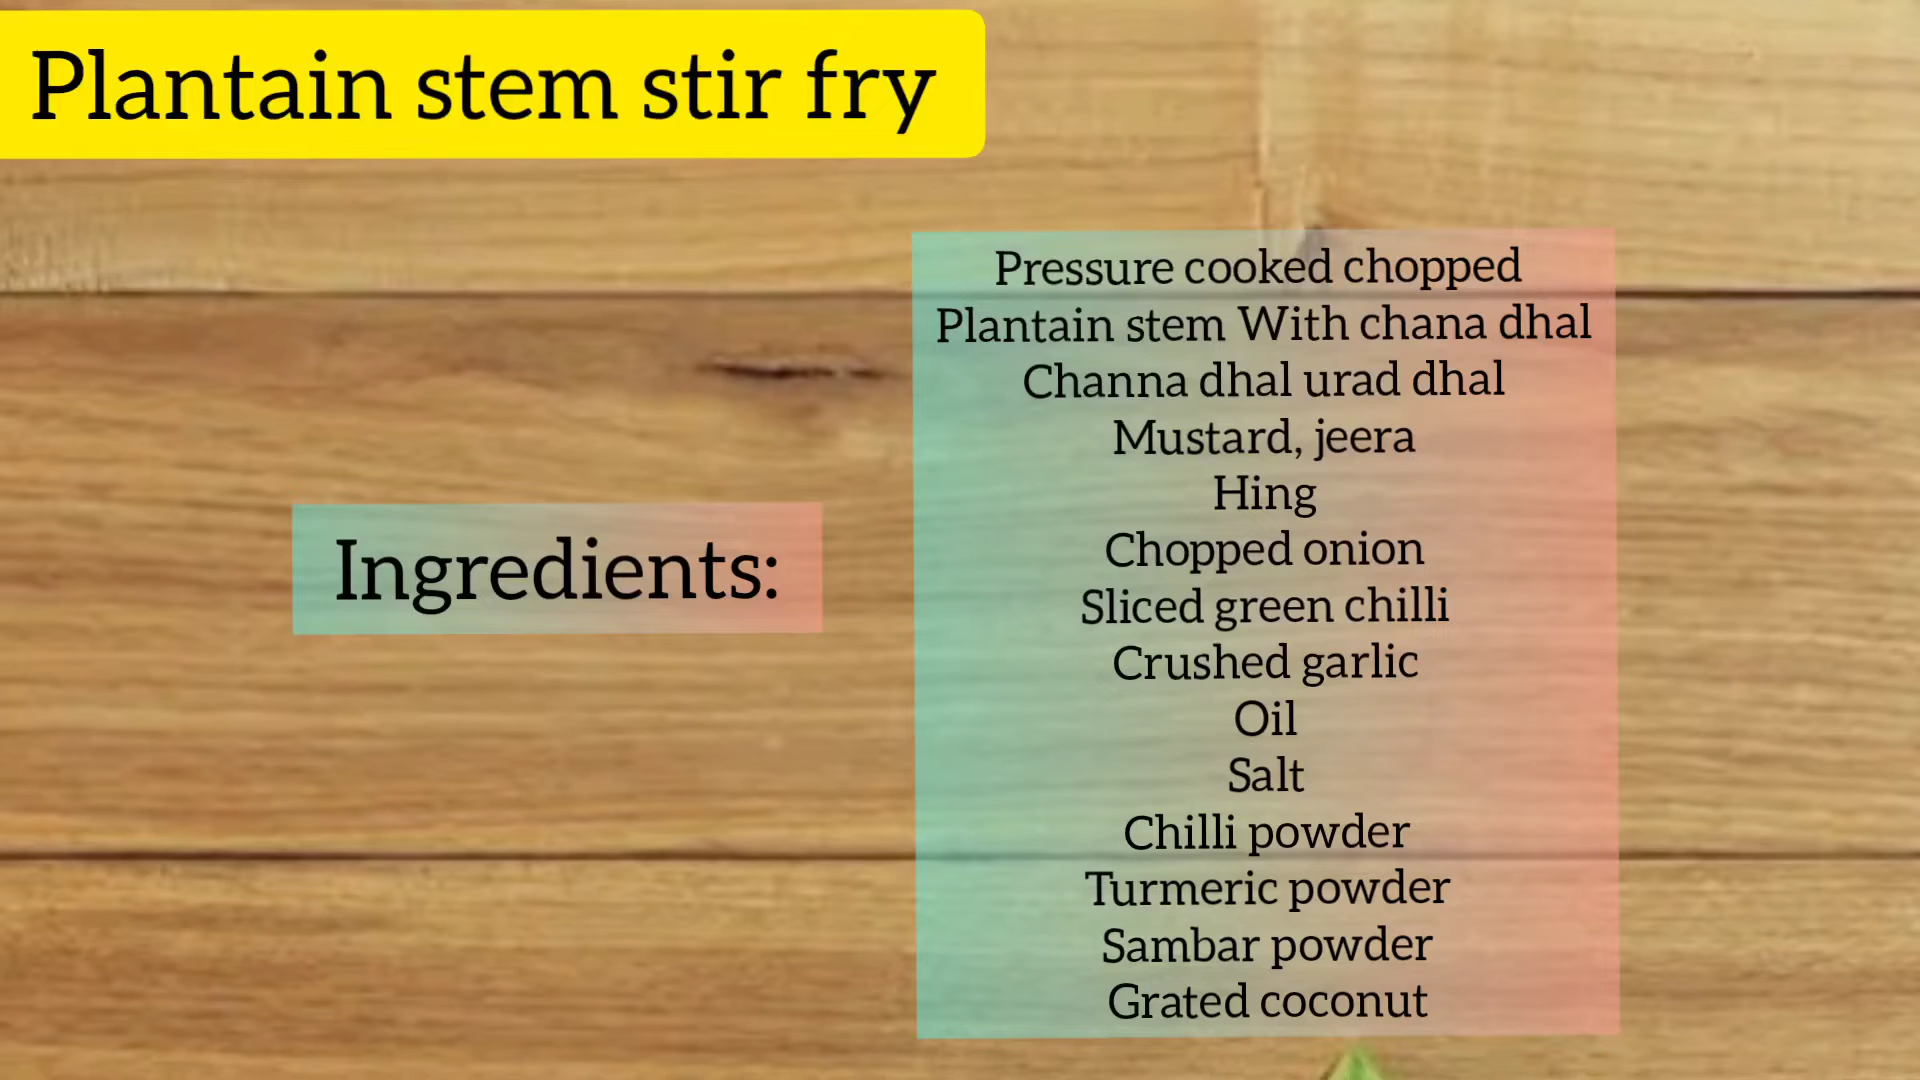 Plantain stem stir fry
Ingredients:
Pressure cooked chopped
Plantain stem With chana dhal
Channa dhal urad dhal
Mustard, jeera
Hing
Chopped onion
Sliced green chilli
Crushed garlic
Oil
Salt
Chilli powder
Turmeric powder
Sambar powder
Grated coconut